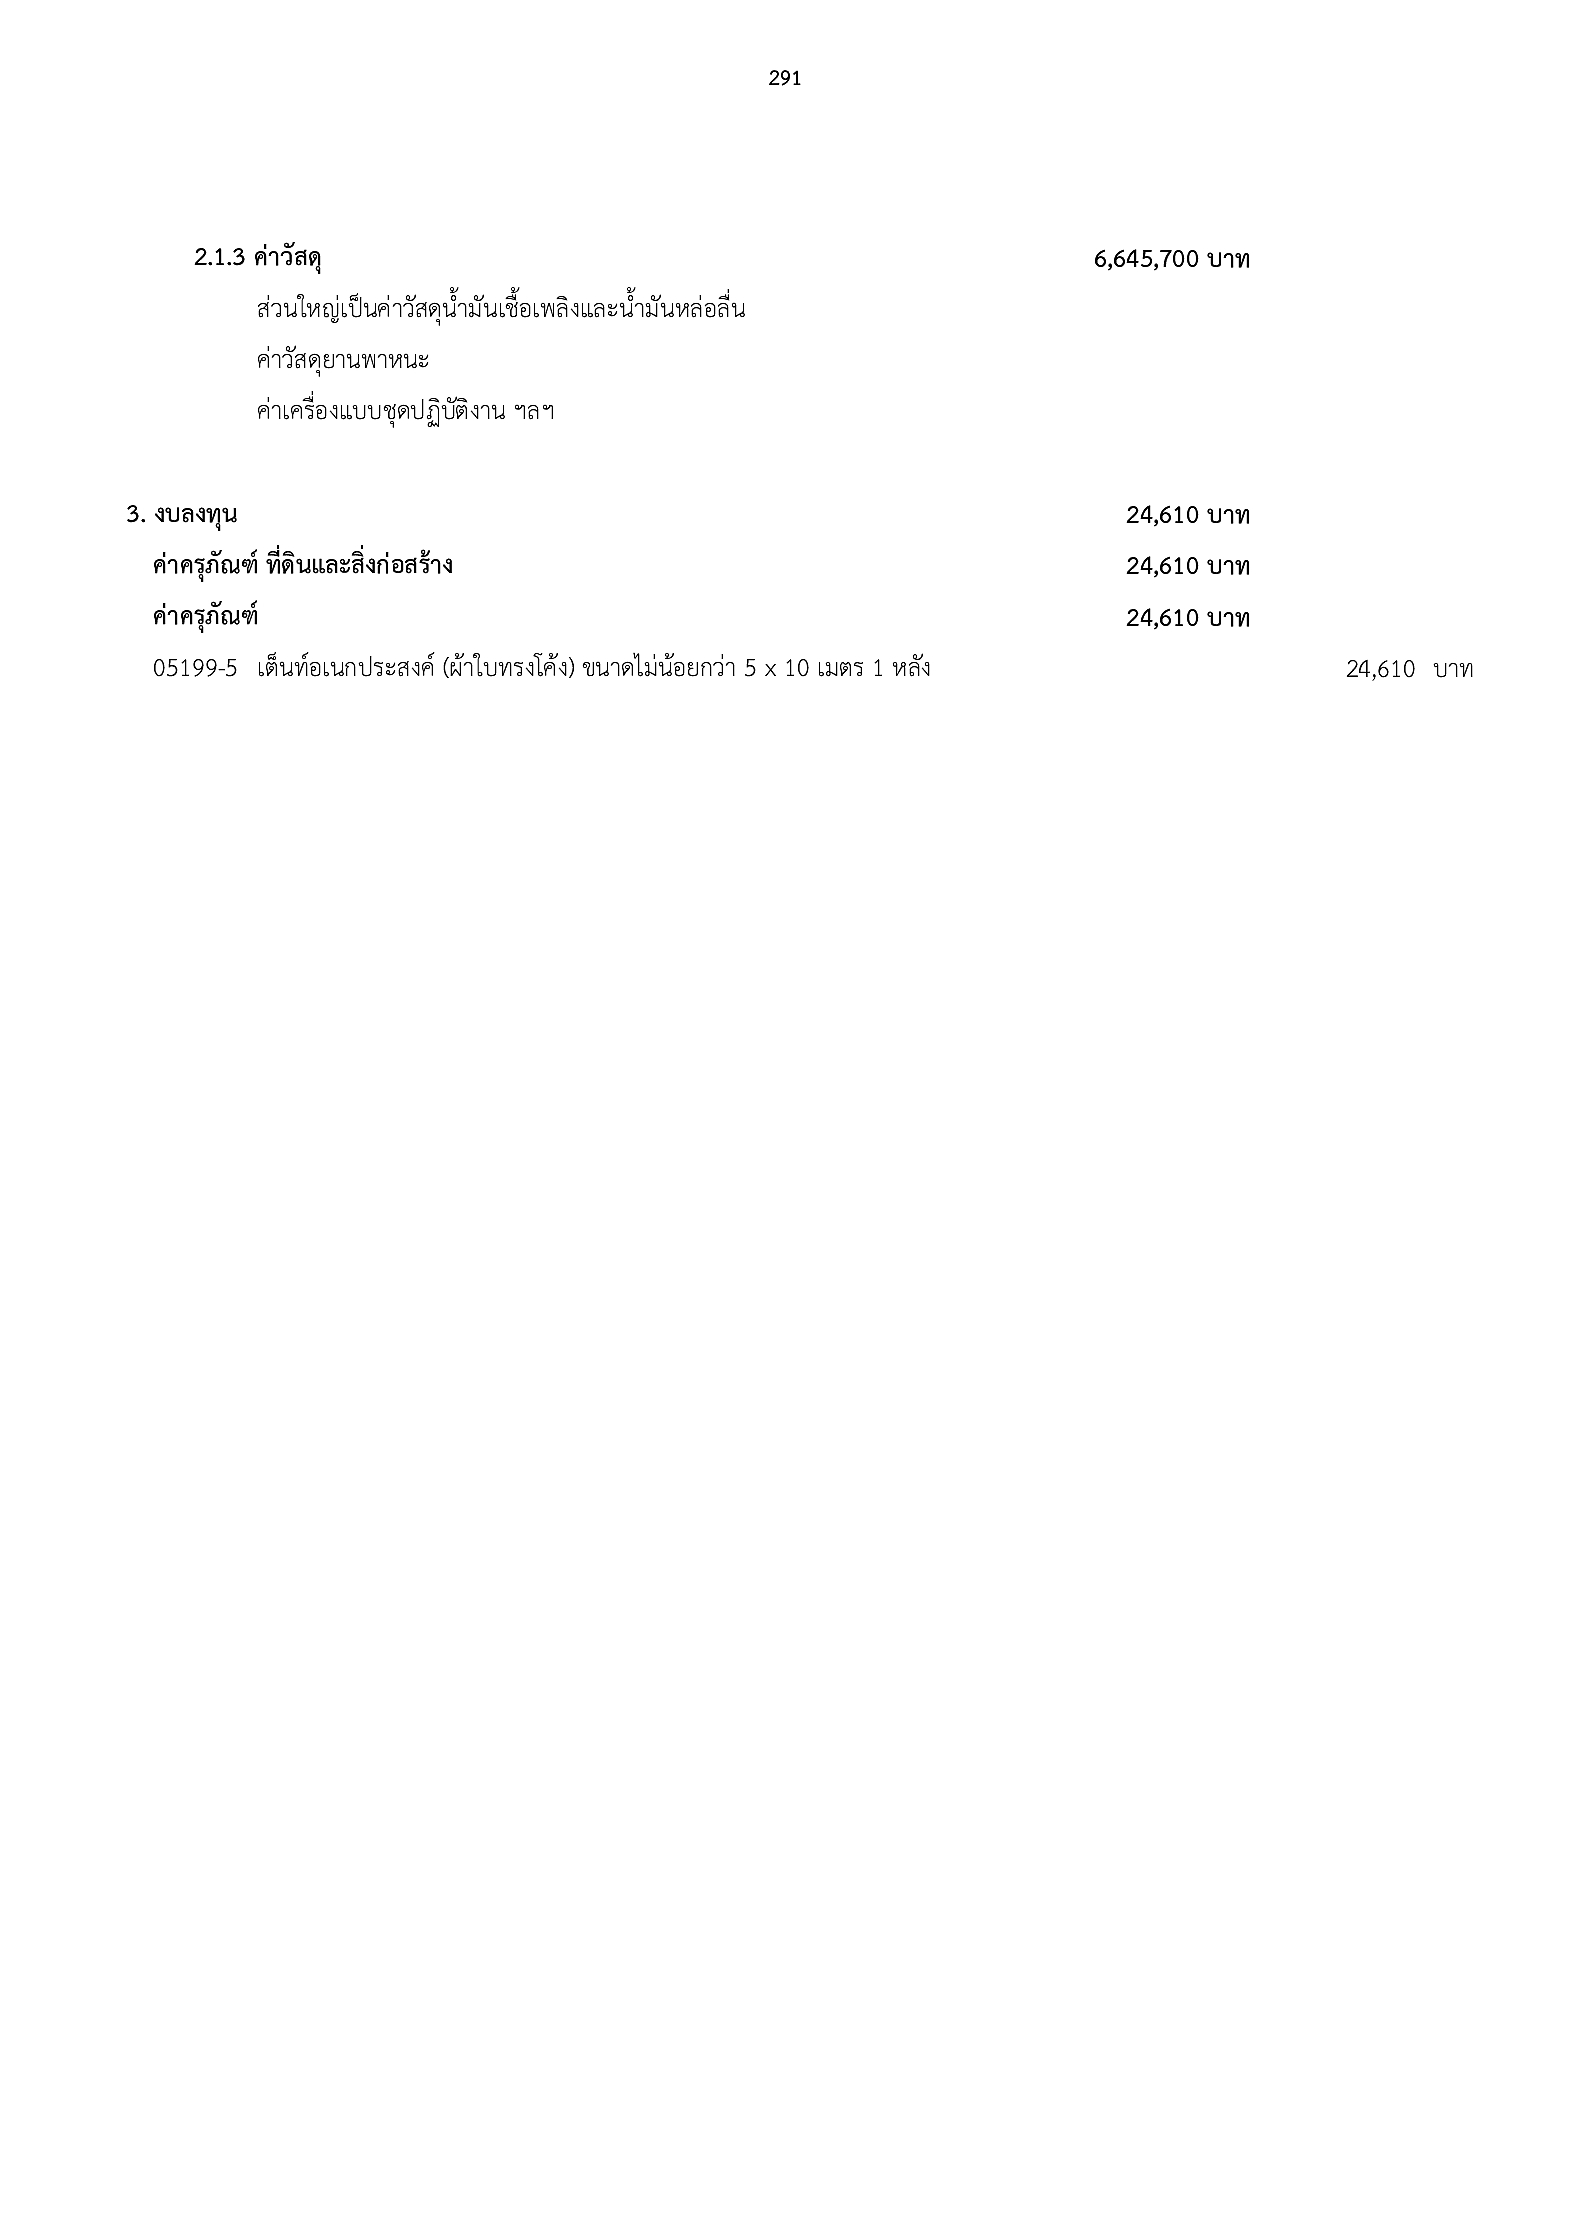 291
2.1.3 ค่าวัสดุ 6,645,700 บาท
ส่วนใหญ่เป็นค่าวัสดุน้ำมันเชื้อเพลิงและน้ำมันหล่อลื่น
ค่าวัสดุยานพาหนะ
ค่าเครื่องแบบชุดปฏิบัติงาน ฯลฯ
3. งบลงทุน 24,610 บาท
ค่าครุภัณฑ์ ที่ดินและสิ่งก่อสร้าง 24,610 บาท
ค่าครุภัณฑ์ 24,610 บาท
05199-5 เต็นท์อเนกประสงค์ (ผ้าใบทรงโค้ง) ขนาดไม่น้อยกว่า 5 x 10 เมตร 1 หลัง 24,610 บาท